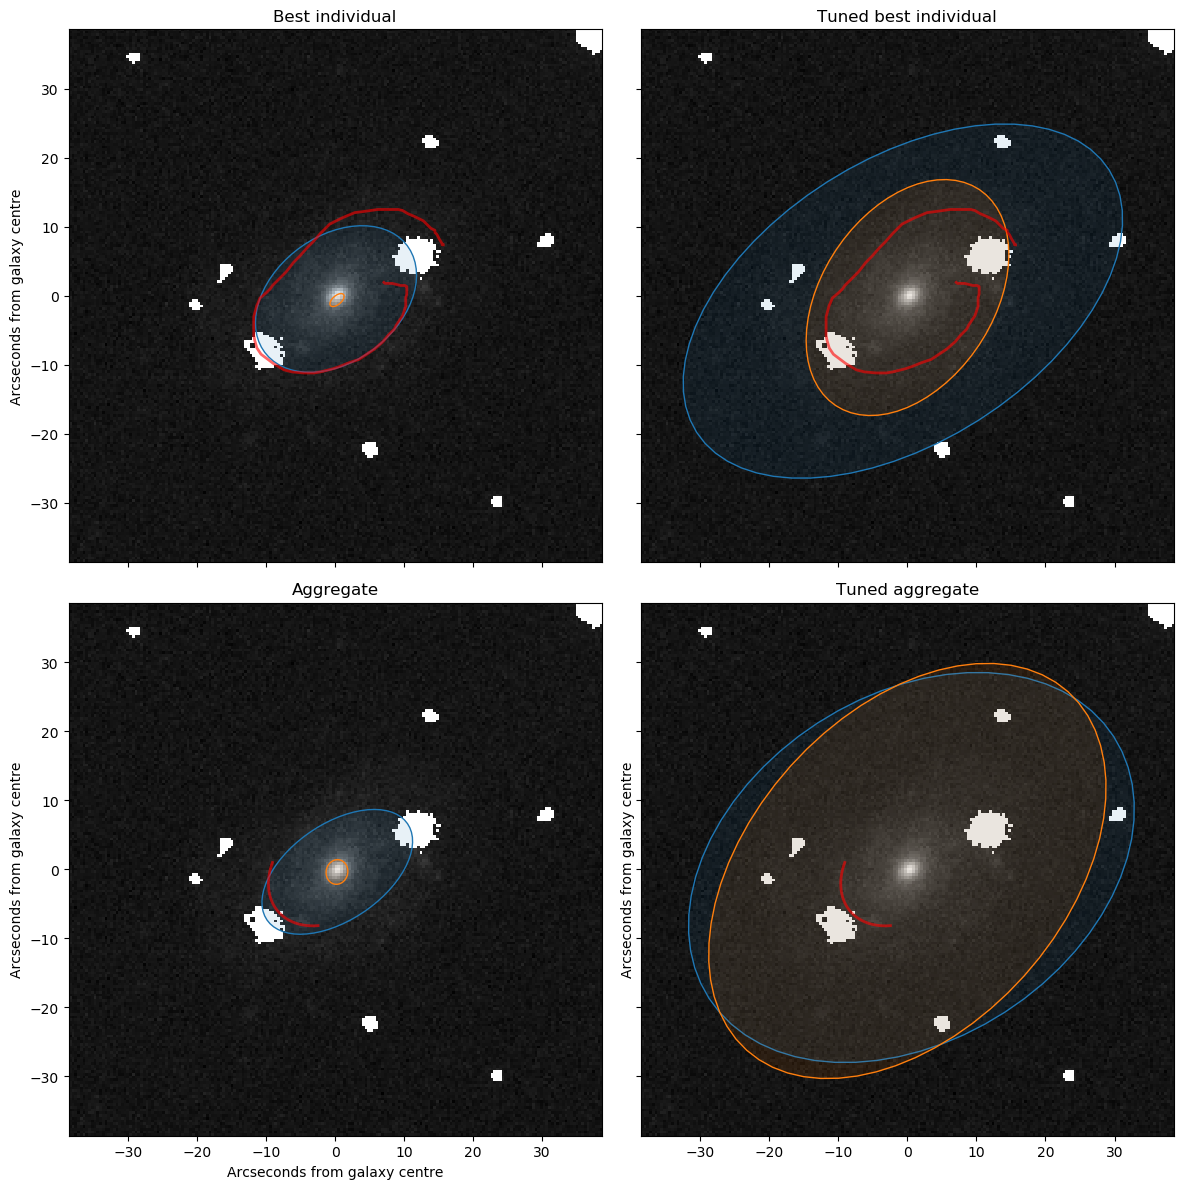 Best individual
Tuned best individual
30
20
10
0
−10
−20
−30
Arcseconds from galaxy centre
Aggregate
Tuned aggregate
30
20
10
0
−10
−20
−30
Arcseconds from galaxy centre
Arcseconds from galaxy centre
−30 −20 −10 0 10 20 30
−30 −20 −10 0 10 20 30
Arcseconds from galaxy centre